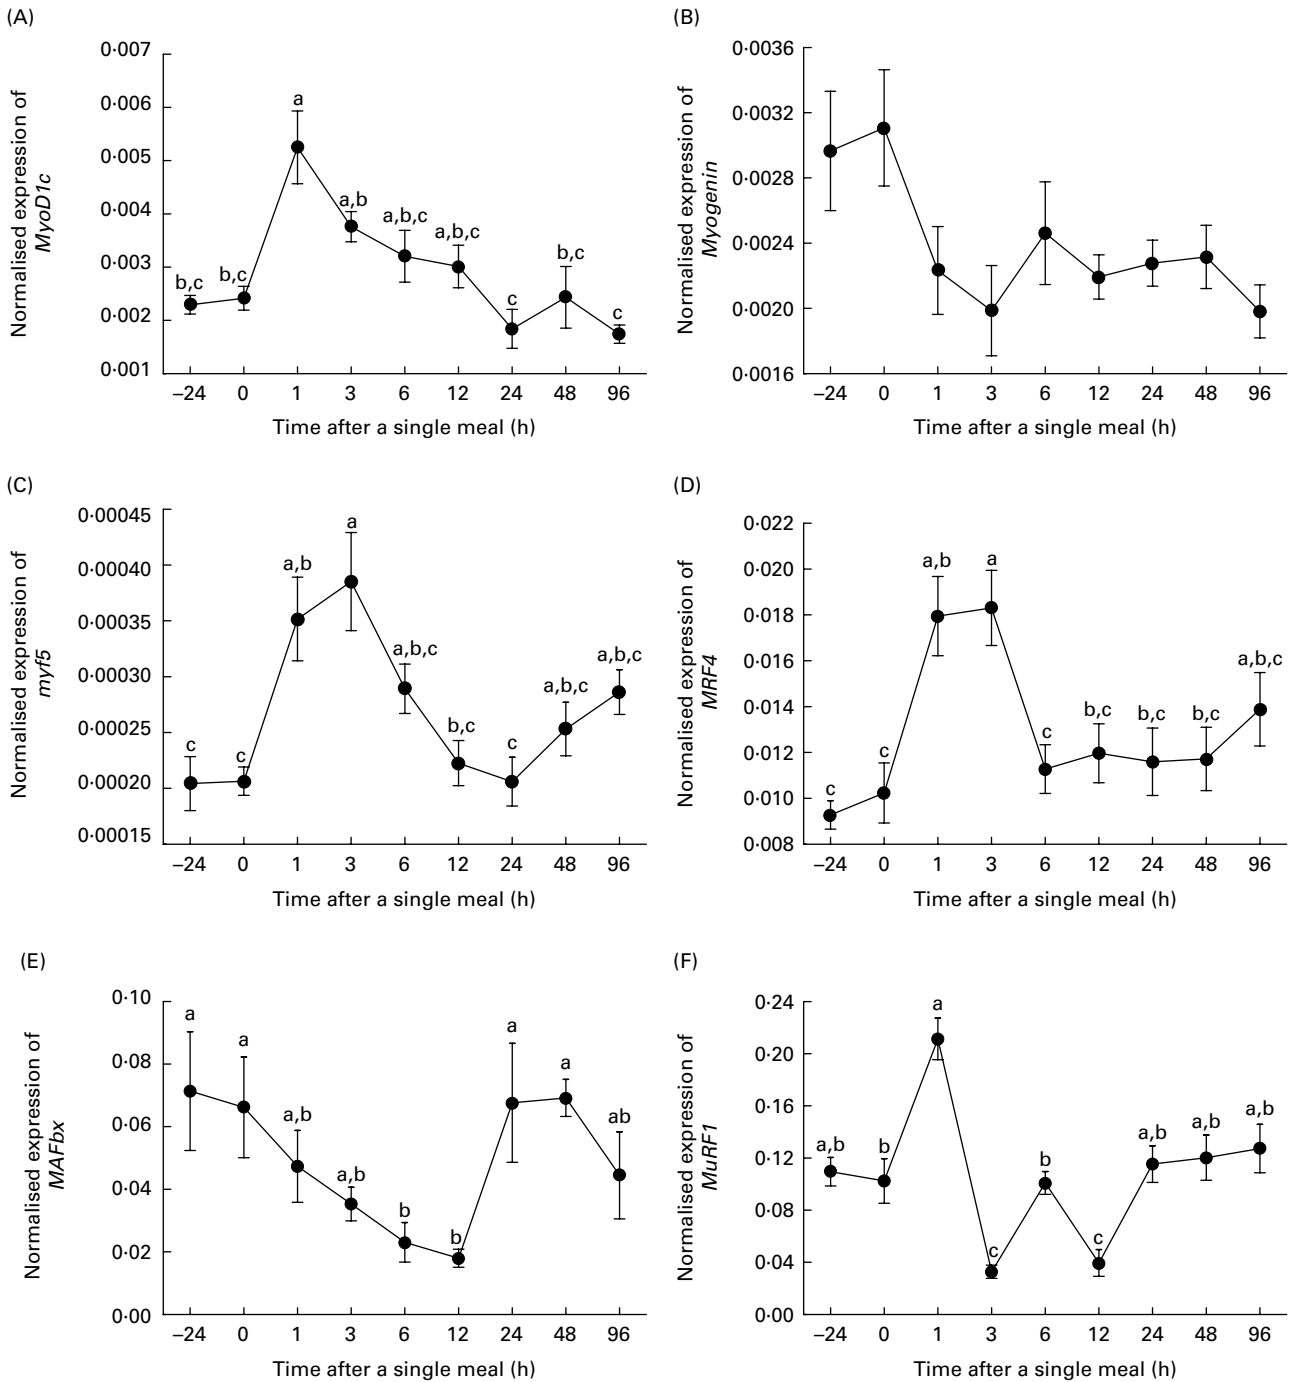 (A)
Normalised expression of
MyoD1c
0·007
0·006
0·005
0·004
0·003
0·002
0·001
b,c
b,c
a
a,b
a,b,c
a,b,c
c
b,c
c
–24 0 1 3 6 12 24 48 96
Time after a single meal (h)
(B)
Normalised expression of
Myogenin
0·0036
0·0032
0·0028
0·0024
0·0020
0·0016
–24 0 1 3 6 12 24 48 96
Time after a single meal (h)
(C)
Normalised expression of
myf5
0·00045
0·00040
0·00035
0·00030
0·00025
0·00020
0·00015
c
c
a,b
a
a,b,c
b,c
c
a,b,c
a,b,c
–24 0 1 3 6 12 24 48 96
Time after a single meal (h)
(D)
Normalised expression of
MRF4
0·022
0·020
0·018
0·016
0·014
0·012
0·010
0·008
c
c
a,b
a
c
b,c
b,c
b,c
a,b,c
–24 0 1 3 6 12 24 48 96
Time after a single meal (h)
(E)
Normalised expression of
MAFbx
0·10
0·08
0·06
0·04
0·02
0·00
a
a
a,b
a,b
b
b
a
a
ab
–24 0 1 3 6 12 24 48 96
Time after a single meal (h)
(F)
Normalised expression of
MuRF1
0·24
0·20
0·16
0·12
0·08
0·04
0·00
a,b
b
a
c
b
c
a,b
a,b
a,b
–24 0 1 3 6 12 24 48 96
Time after a single meal (h)